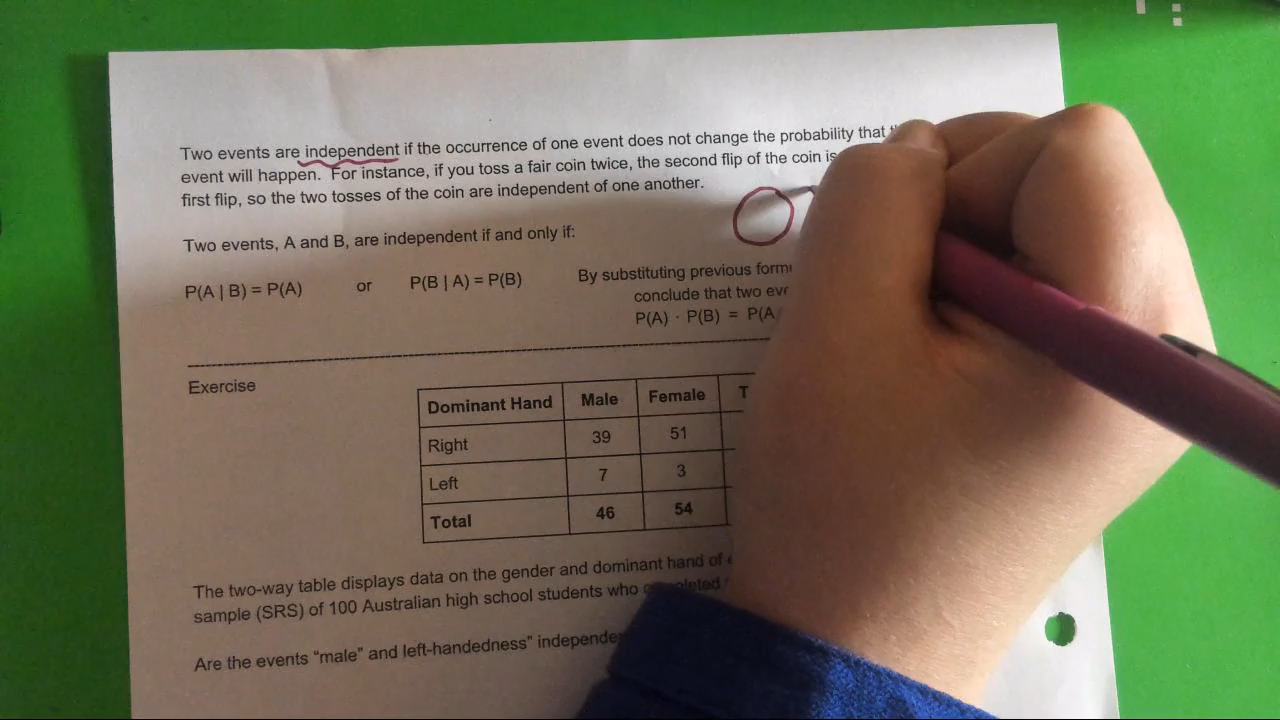 Two events are independent if the occurrence of one event does not change the probability that
event will happen. For instance, if you toss a fair coin twice, the second flip of the coin is
first flip, so the two tosses of the coin are independent of one another.
Two events, A and B, are independent if and only if:
P(A | B) = P(A) or P(B | A) = P(B) By substituting previous
conclude that two
P(A) · P(B) =
Exercise
Dominant Hand Male Female
Right 39 51
Left 7 3
Total 46 54
The two-way table displays data on the gender and dominant hand of
sample (SRS) of 100 Australian high school students who
Are the events “male” and left-handedness”